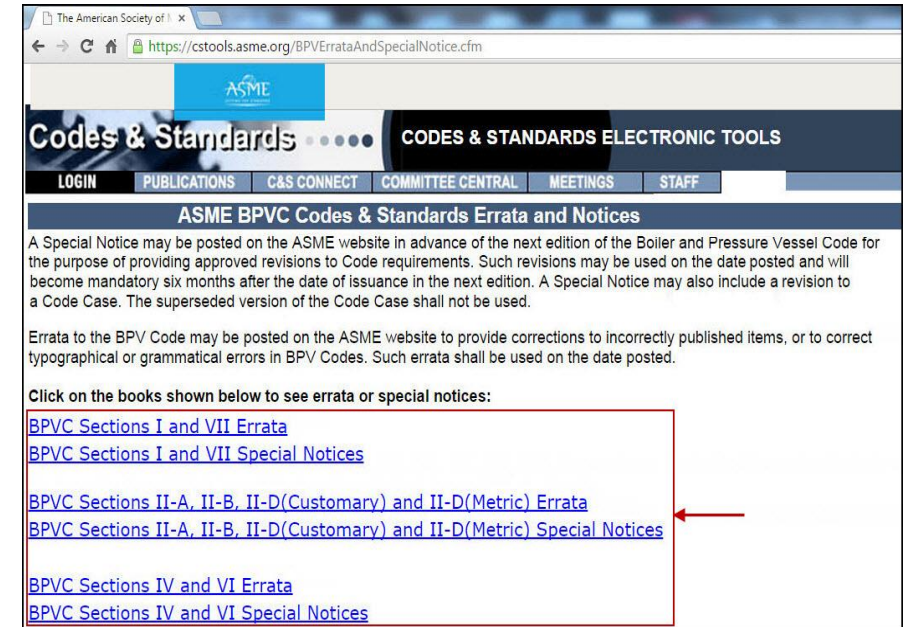 The American Society of M
https://cstools.asme.org/BPVErrataAndSpecialNotice.cfm
ASME
Codes & Standards
CODES & STANDARDS ELECTRONIC TOOLS
LOGIN PUBLICATIONS C&S CONNECT COMMITTEE CENTRAL MEETINGS STAFF
ASME BPVC Codes & Standards Errata and Notices
A Special Notice may be posted on the ASME website in advance of the next edition of the Boiler and Pressure Vessel Code for
the purpose of providing approved revisions to Code requirements. Such revisions may be used on the date posted and will
become mandatory six months after the date of issuance in the next edition. A Special Notice may also include a revision to
a Code Case. The superseded version of the Code Case shall not be used.
Errata to the BPV Code may be posted on the ASME website to provide corrections to incorrectly published items, or to correct
typographical or grammatical errors in BPV Codes. Such errata shall be used on the date posted.
Click on the books shown below to see errata or special notices:
BPVC Sections I and VII Errata
BPVC Sections I and VII Special Notices
BPVC Sections II-A, II-B, II-D(Customary) and II-D(Metric) Errata
BPVC Sections II-A, II-B, II-D(Customary) and II-D(Metric) Special Notices
BPVC Sections IV and VI Errata
BPVC Sections IV and VI Special Notices